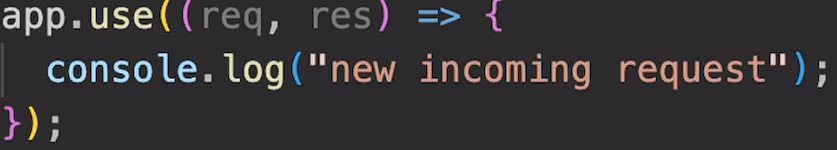 app.use((req, res) => {
  console.log("new incoming request");
});